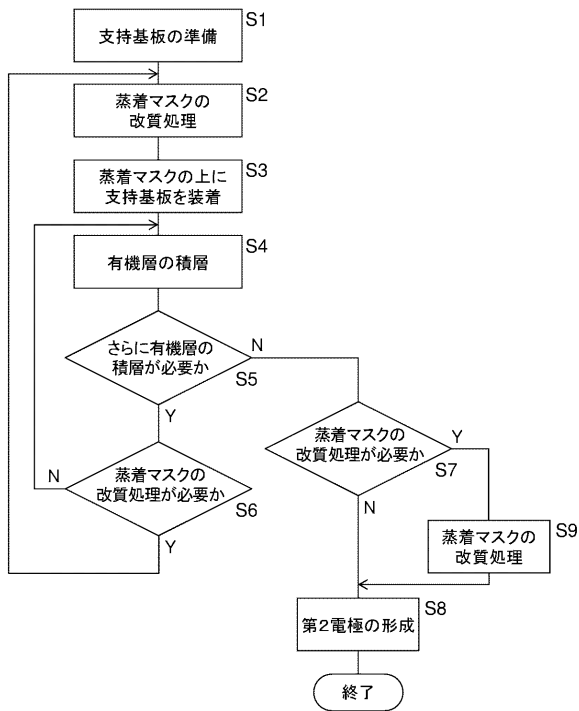 支持基板の準備
S1
蒸着マスクの
改質処理
S2
蒸着マスクの上に
支持基板を装着
S3
有機層の積層
S4
さらに有機層の
積層が必要か
S5
N
Y
蒸着マスクの
改質処理が必要か
S6
N
Y
蒸着マスクの
改質処理が必要か
S7
Y
N
蒸着マスクの
改質処理
S9
第2電極の形成
S8
終了